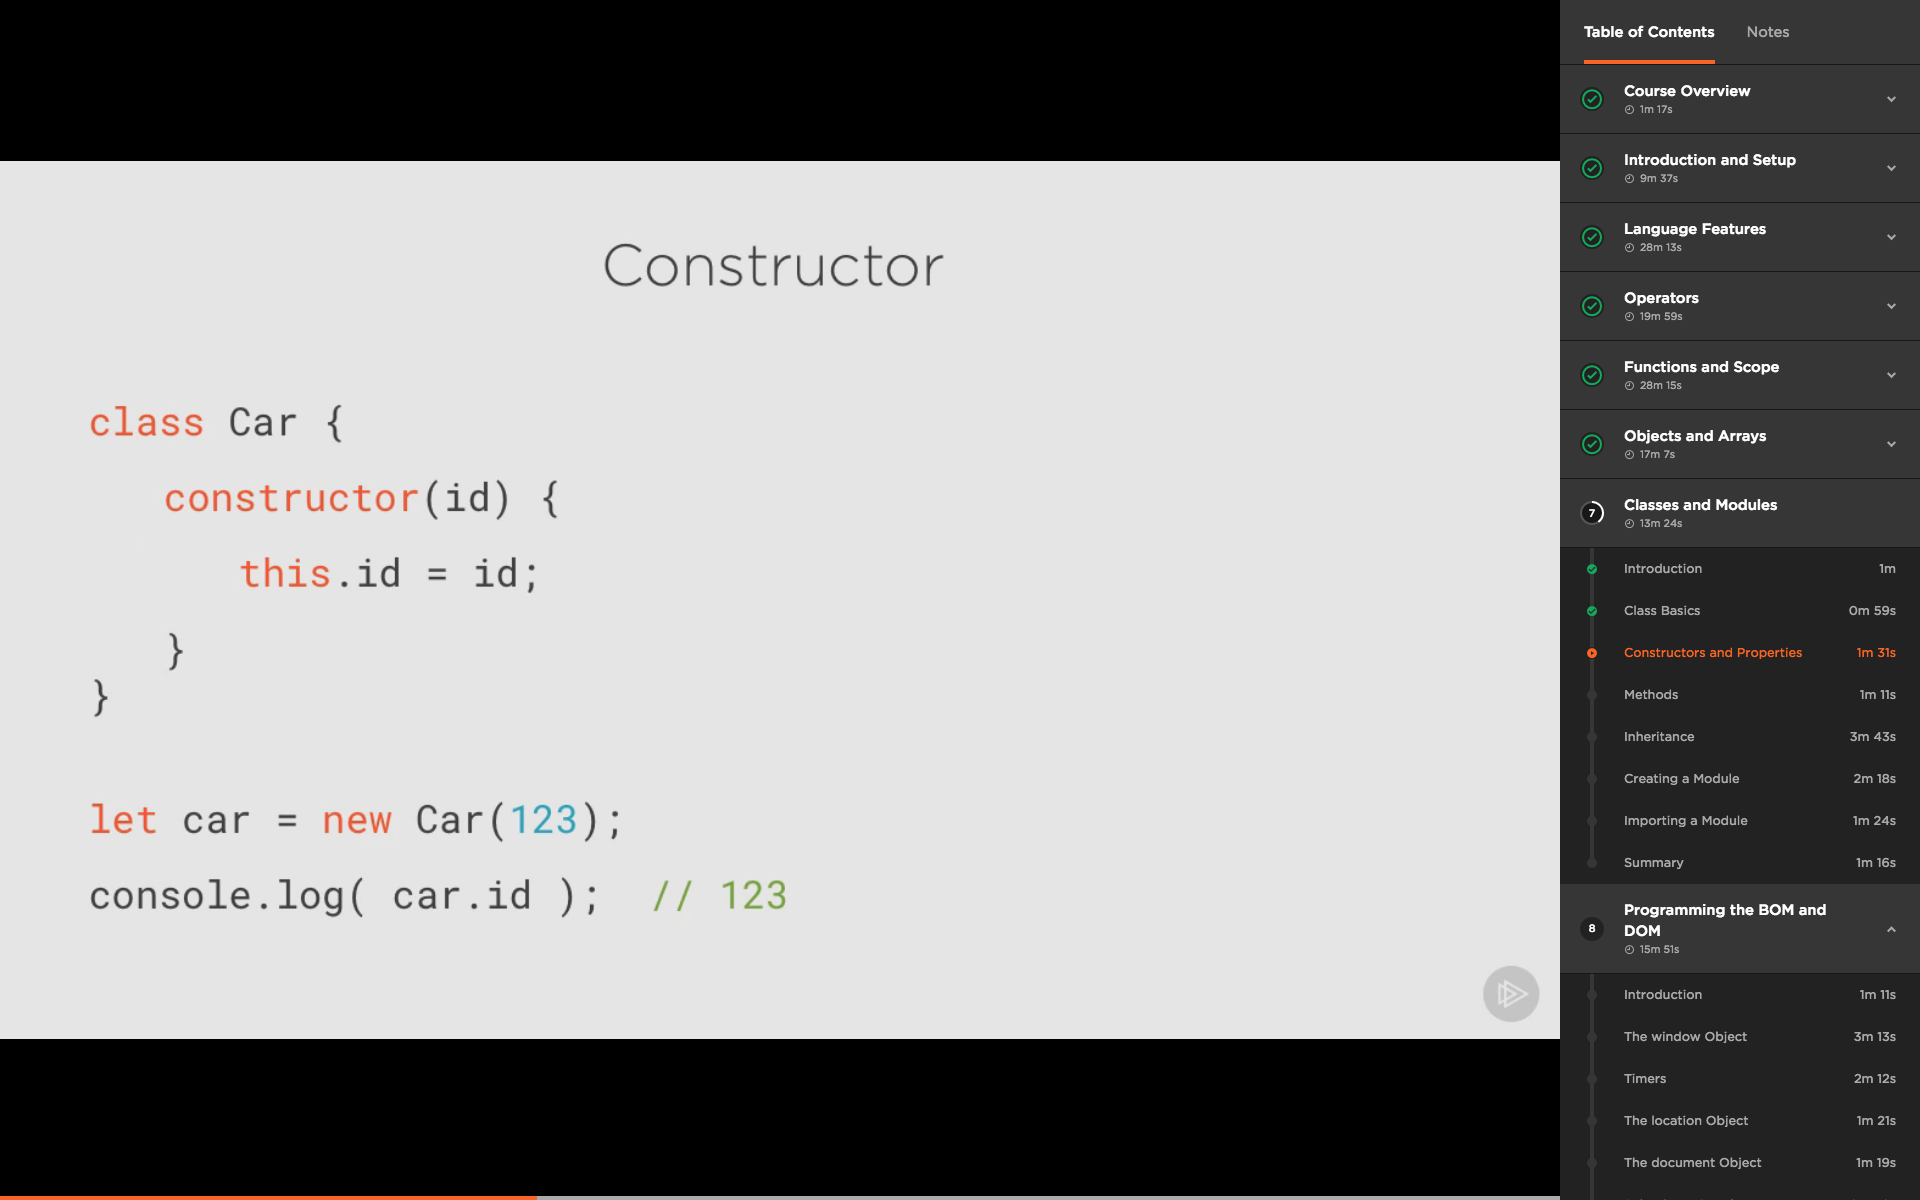 Constructor
class Car {
constructor(id) {
this.id = id;
}
}
let car = new Car(123);
console.log( car.id ); // 123
Table of Contents Notes
Course Overview
1m 17s
Introduction and Setup
9m 37s
Language Features
28m 13s
Operators
19m 59s
Functions and Scope
28m 15s
Objects and Arrays
17m 7s
7 Classes and Modules
13m 24s
Introduction 1m
Class Basics 0m 59s
Constructors and Properties 1m 31s
Methods 1m 11s
Inheritance 3m 43s
Creating a Module 2m 18s
Importing a Module 1m 24s
Summary 1m 16s
8 Programming the BOM and
DOM
15m 51s
Introduction 1m 11s
The window Object 3m 13s
Timers 2m 12s
The location Object 1m 21s
The document Object 1m 19s